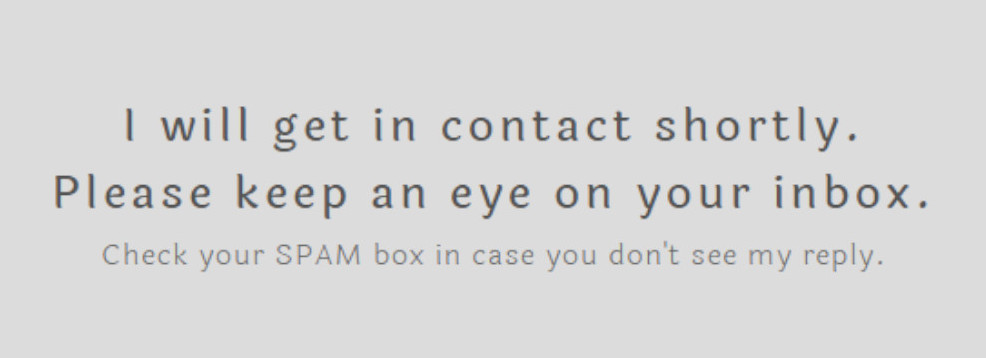 I will get in contact shortly.
Please keep an eye on your inbox.
Check your SPAM box in case you don't see my reply.